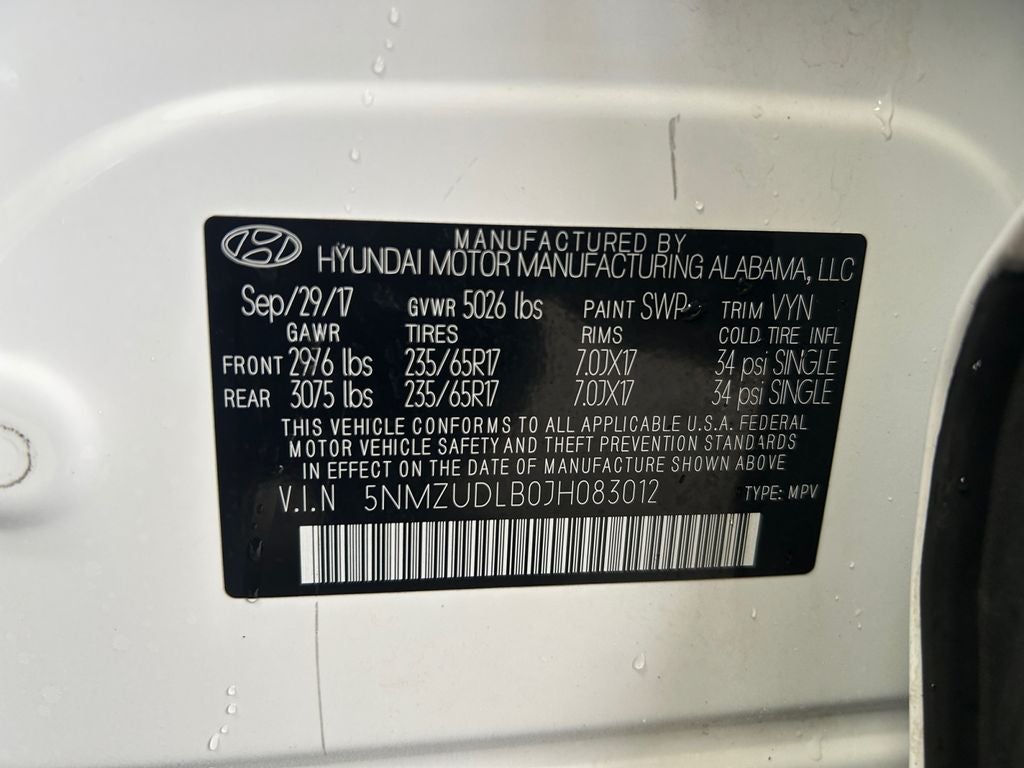 MANUFACTURED BY
HYUNDAI MOTOR MANUFACTURING ALABAMA, LLC
Sep/29/17 GVWR 5026 lbs PAINT SWP TRIM VYN
GAWR TIRES RIMS COLD TIRE INFL
FRONT 2976 lbs 235/65R17 7.0JX17 34 psi SINGLE
REAR 3075 lbs 235/65R17 7.0JX17 34 psi SINGLE
THIS VEHICLE CONFORMS TO ALL APPLICABLE U.S.A. FEDERAL
MOTOR VEHICLE SAFETY AND THEFT PREVENTION STANDARDS
IN EFFECT ON THE DATE OF MANUFACTURE SHOWN ABOVE
V.I.N 5NMZUDLB0JH083012 TYPE: MPV